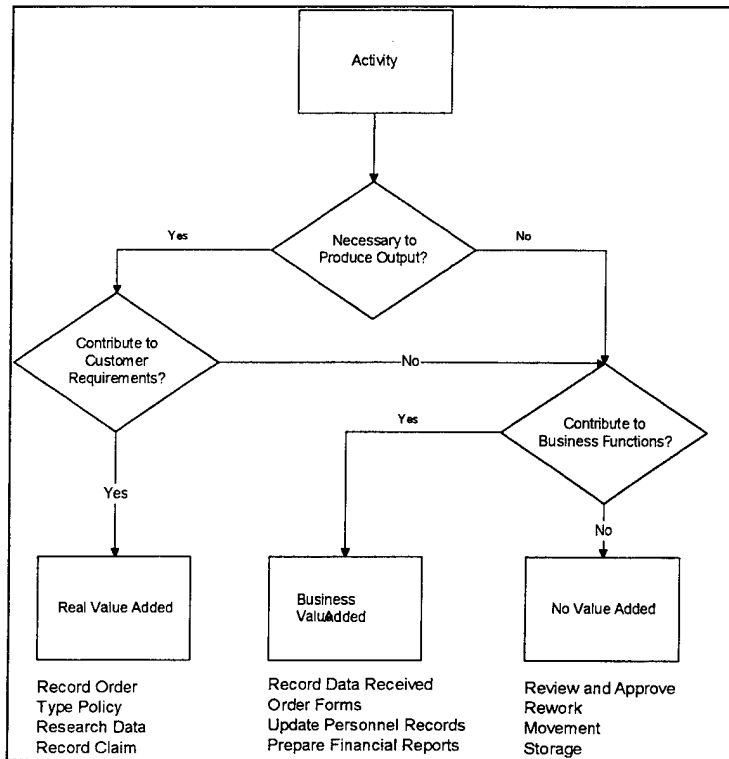 Activity
Necessary to
Produce Output?
Yes
No
Contribute to
Customer
Requirements?
No
Contribute to
Business Functions?
Yes
Yes
No
Real Value Added
Business
ValueAdded
No Value Added
Record Order
Type Policy
Research Data
Record Claim
Record Data Received
Order Forms
Update Personnel Records
Prepare Financial Reports
Review and Approve
Rework
Movement
Storage